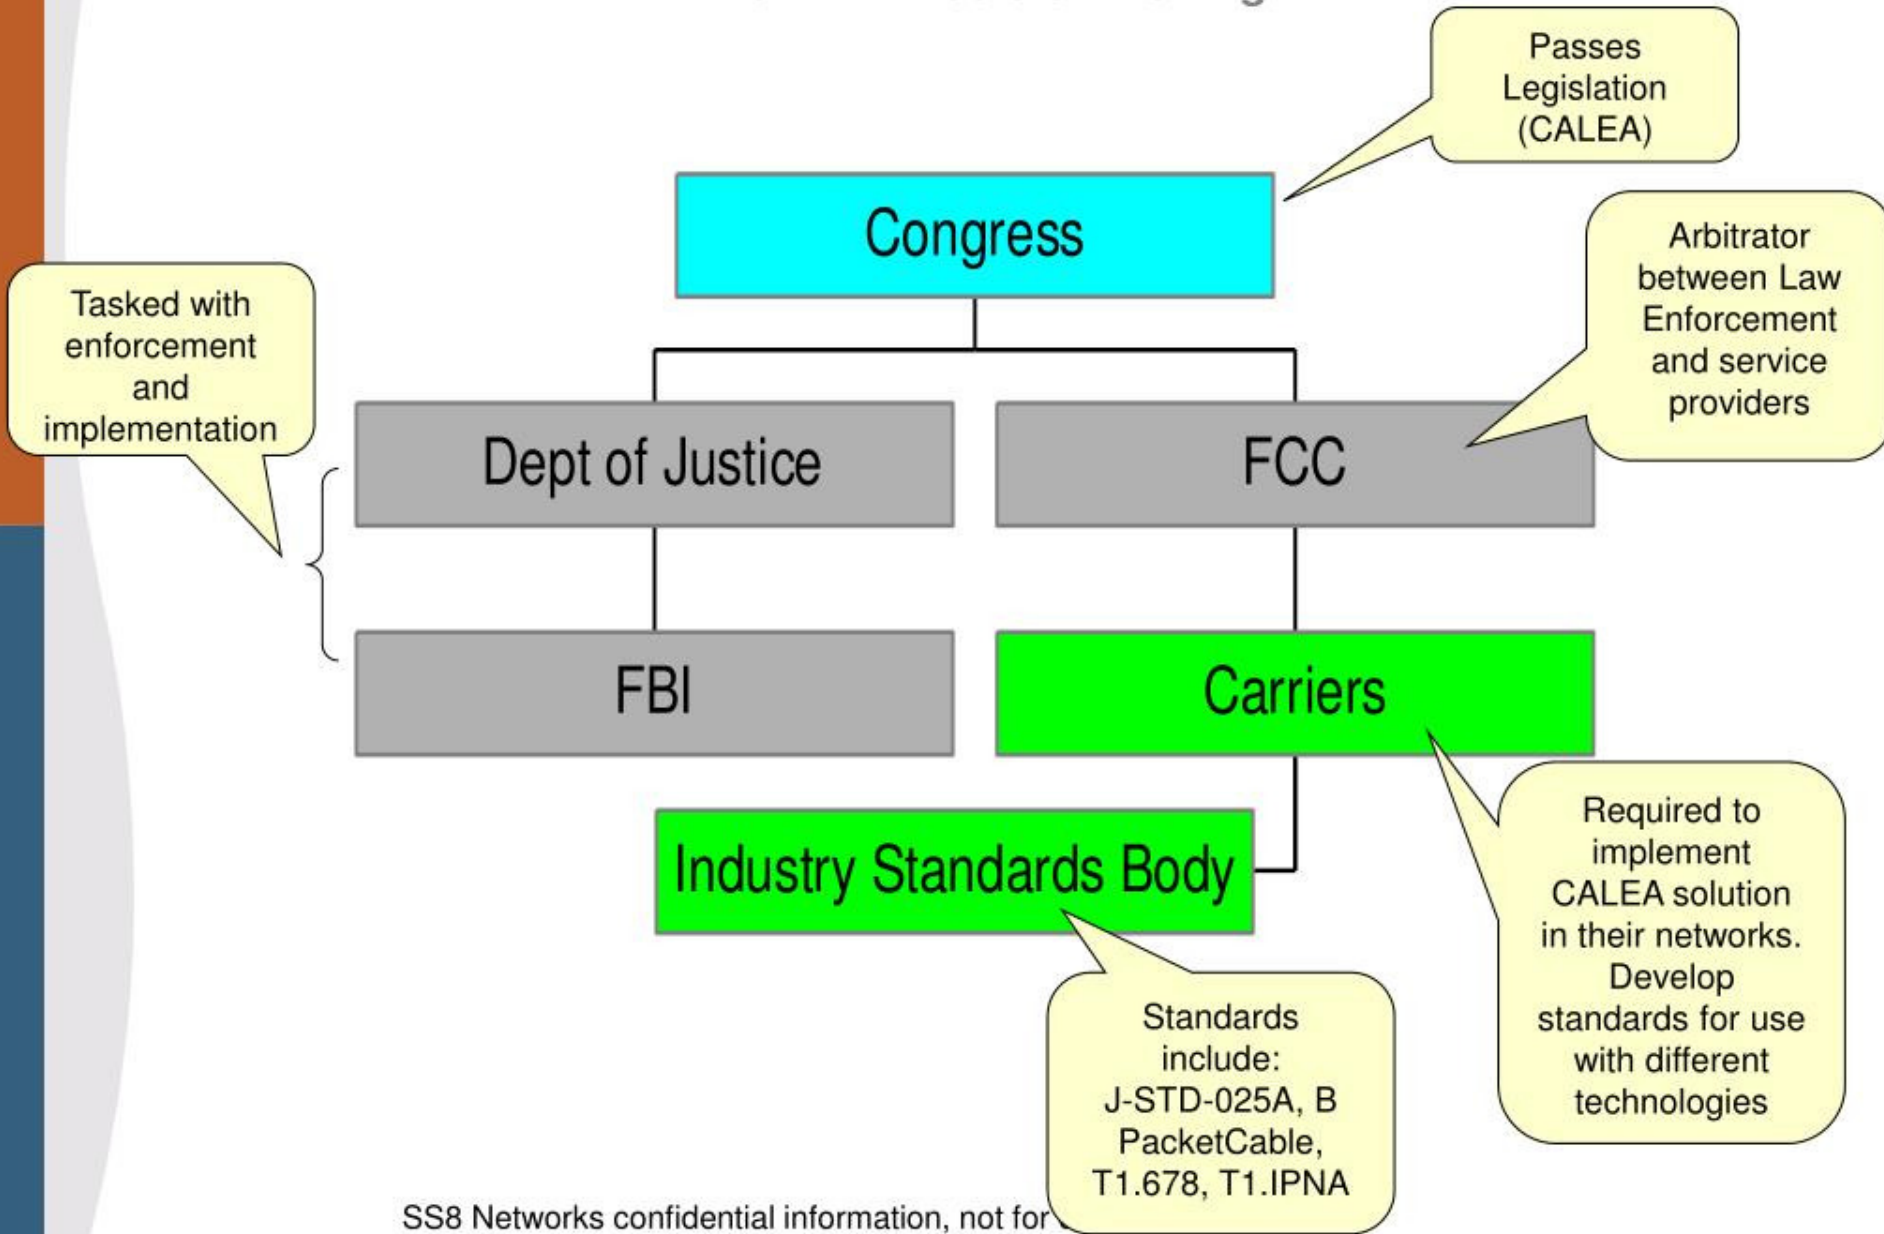 Passes
Legislation
(CALEA)
Congress
Arbitrator
between Law
Enforcement
and service
providers
Tasked with
enforcement
and
implementation
Dept of Justice
FCC
FBI
Carriers
Industry Standards Body
Required to
implement
CALEA solution
in their networks.
Develop
standards for use
with different
technologies
Standards
include:
J-STD-025A, B
PacketCable,
T1.678, T1.IPNA
SS8 Networks confidential information, not for